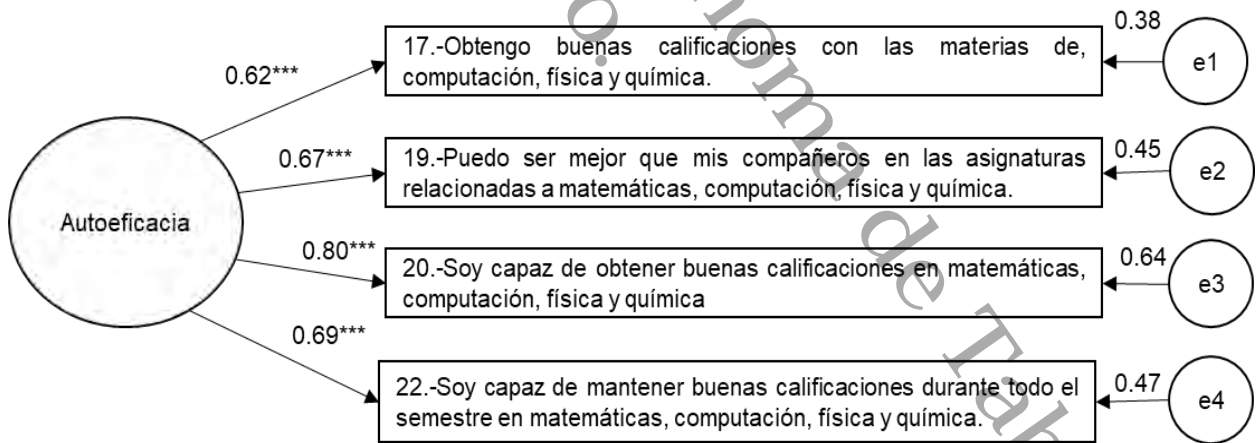 0.38
17.-Obtengo buenas calificaciones con las materias de,
computación, física y química.
e1
0.62***
19.-Puedo ser mejor que mis compañeros en las asignaturas
relacionadas a matemáticas, computación, física y química.
0.45
e2
0.67***
Autoeficacia
0.80***
20.-Soy capaz de obtener buenas calificaciones en matemáticas,
computación, física y química
0.64
e3
0.69***
22.-Soy capaz de mantener buenas calificaciones durante todo el
semestre en matemáticas, computación, física y química.
0.47
e4
de